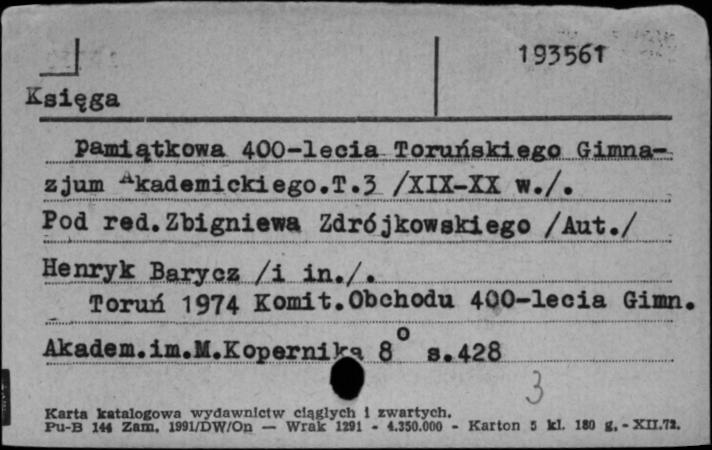 193561
Księga
pamiątkowa 400-lecia Toruńskiego Gimna-
zjum Akademickiego.T.3 /XIX-XX w./.
Pod red.Zbigniewa Zdrójkowskiego /Aut./
Henryk Barycz /i in./.
Toruń 1974 Komit.Obchodu 400-lecia Gimn.
Akadem.im.M.Kopernika 8° s.428
3
Karta katalogowa wydawnictw ciągłych i zwartych.
Pu-B 144 Zam. 1991/DW/On — Wrak 1291 - 4.350.000 - Karton 5 kl. 180 g. - XII.72.